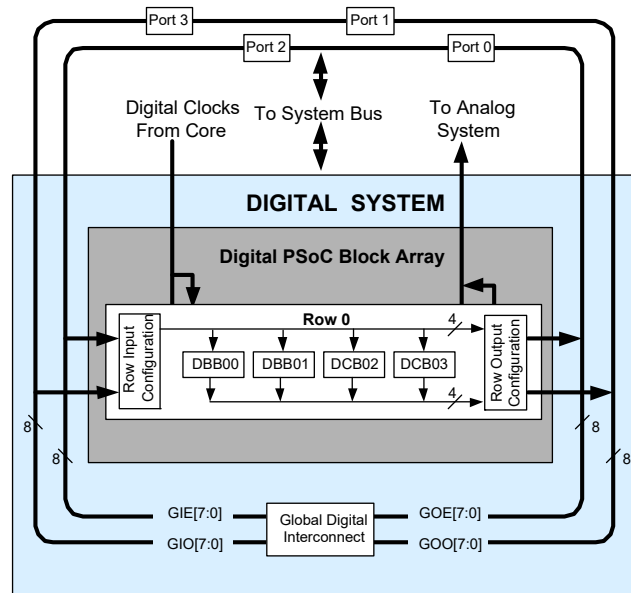 Port 3
Port 1
Port 2
Port 0
Digital Clocks
From Core
To System Bus
To Analog
System
DIGITAL SYSTEM
Digital PSoC Block Array
Row Input
Configuration
Row 0
4
DBB00
DBB01
DCB02
DCB03
4
Row Output
Configuration
8
8
8
8
GIE[7:0]
GIO[7:0]
Global Digital
Interconnect
GOE[7:0]
GOO[7:0]